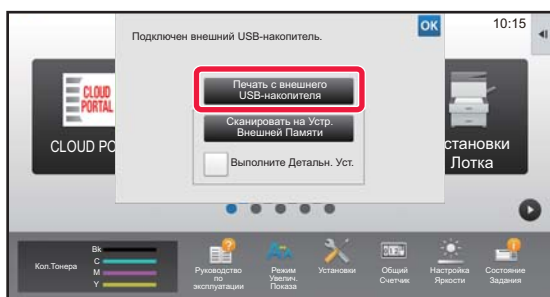 Подключен внешний USB-накопитель.
OK
10:15
Печать с внешнего
USB-накопителя
Сканировать на Устр.
Внешней Памяти
Выполните Детальн. Уст.
CLOUD
PORTAL
CLOUD PO
становки
Лотка
Кол.Тонера
Bk
C
M
Y
Руководство
по
эксплуатации
Режим
Увелич.
Показа
Установки
Общий
Счетчик
Настройка
Яркости
Состояние
Задания